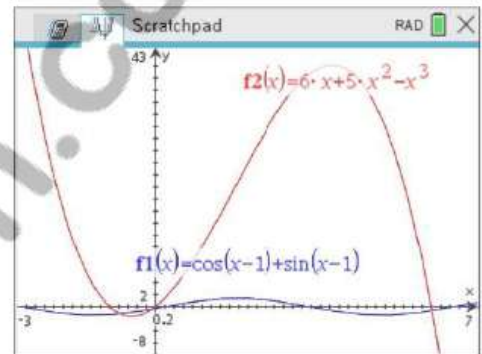 Scratchpad
RAD
43
y
f2(x)=6·x+5·x²−x³
f1(x)=cos(x−1)+sin(x−1)
2
x
-3
0.2
7
-8